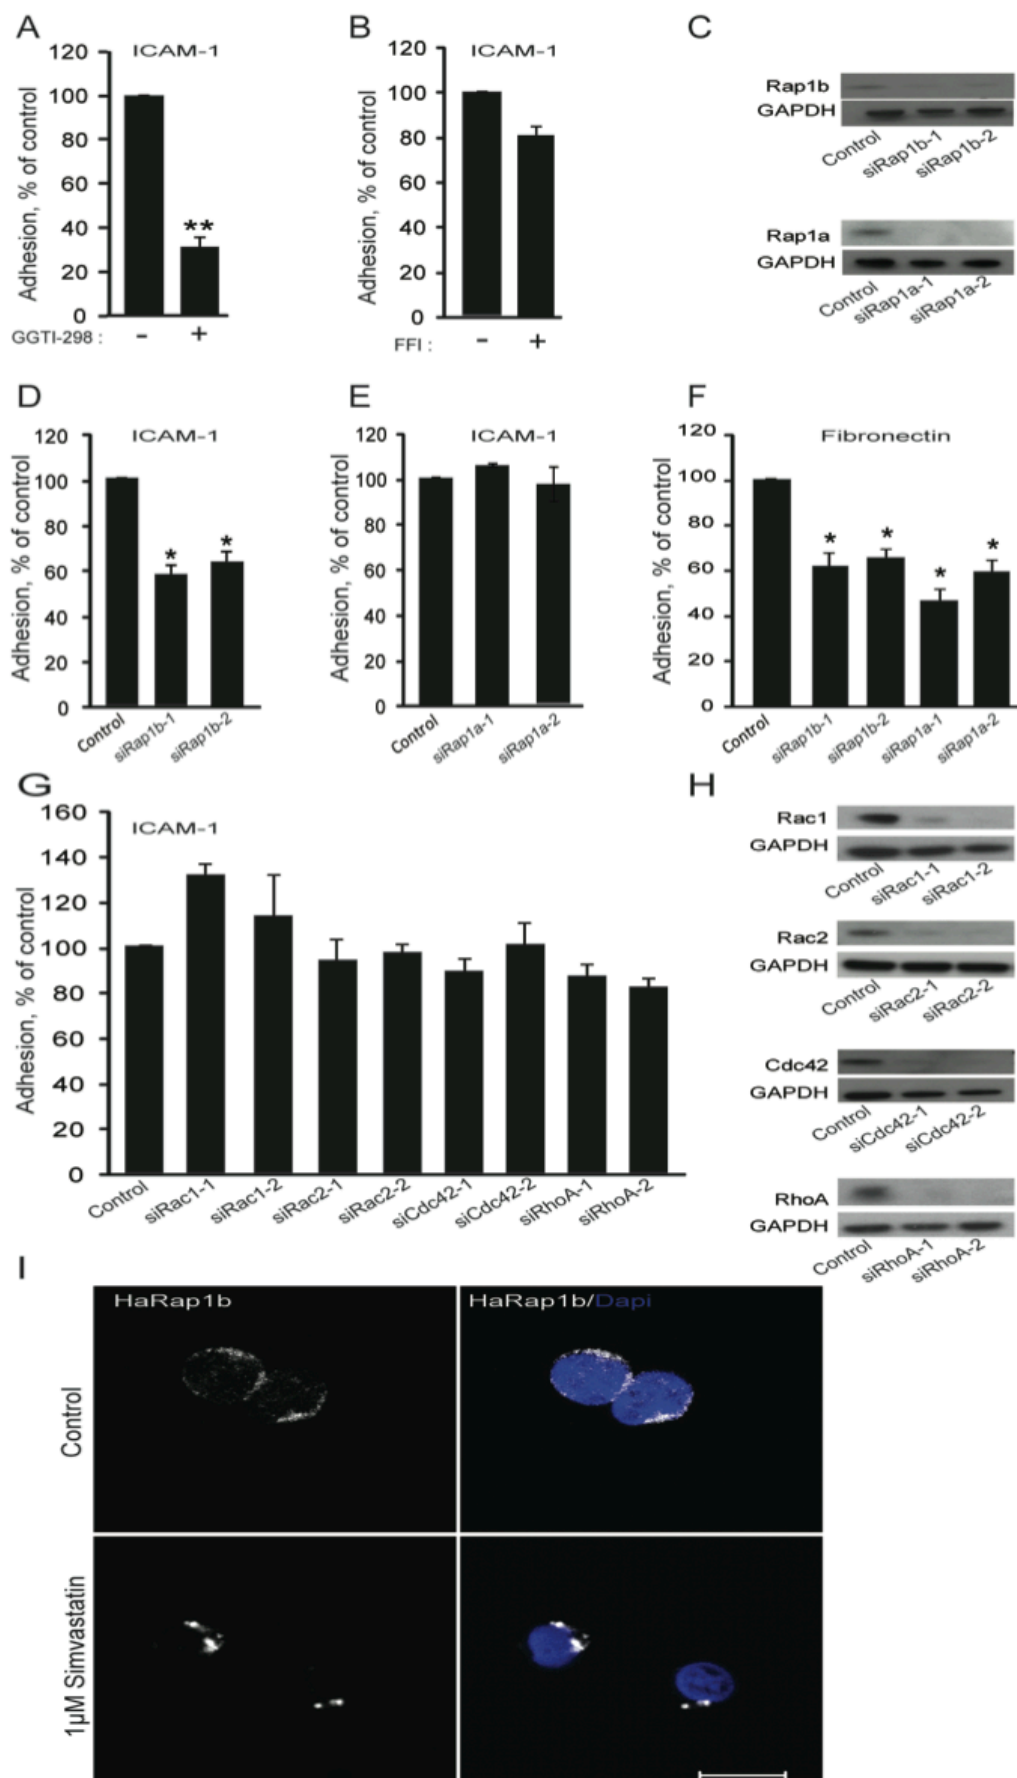 A
ICAM-1
Adhesion, % of control
120
100
80
60
40
20
0
**
GGTI-298 : - +
B
ICAM-1
Adhesion, % of control
120
100
80
60
40
20
0
FFI : - +
C
Rap1b
GAPDH
Control siRap1b-1 siRap1b-2
Rap1a
GAPDH
Control siRap1a-1 siRap1a-2
D
ICAM-1
Adhesion, % of control
120
100
80
60
40
20
0
* *
Control siRap1b-1 siRap1b-2
E
ICAM-1
Adhesion, % of control
120
100
80
60
40
20
0
Control siRap1a-1 siRap1a-2
F
Fibronectin
Adhesion, % of control
120
100
80
60
40
20
0
* * * *
Control siRap1b-1 siRap1b-2 siRap1a-1 siRap1a-2
G
ICAM-1
Adhesion, % of control
160
140
120
100
80
60
40
20
0
Control siRac1-1 siRac1-2 siRac2-1 siRac2-2 siCdc42-1 siCdc42-2 siRhoA-1 siRhoA-2
H
Rac1
GAPDH
Control siRac1-1 siRac1-2
Rac2
GAPDH
Control siRac2-1 siRac2-2
Cdc42
GAPDH
Control siCdc42-1 siCdc42-2
RhoA
GAPDH
Control siRhoA-1 siRhoA-2
I
HaRap1b
HaRap1b/Dapi
Control
1µM Simvastatin